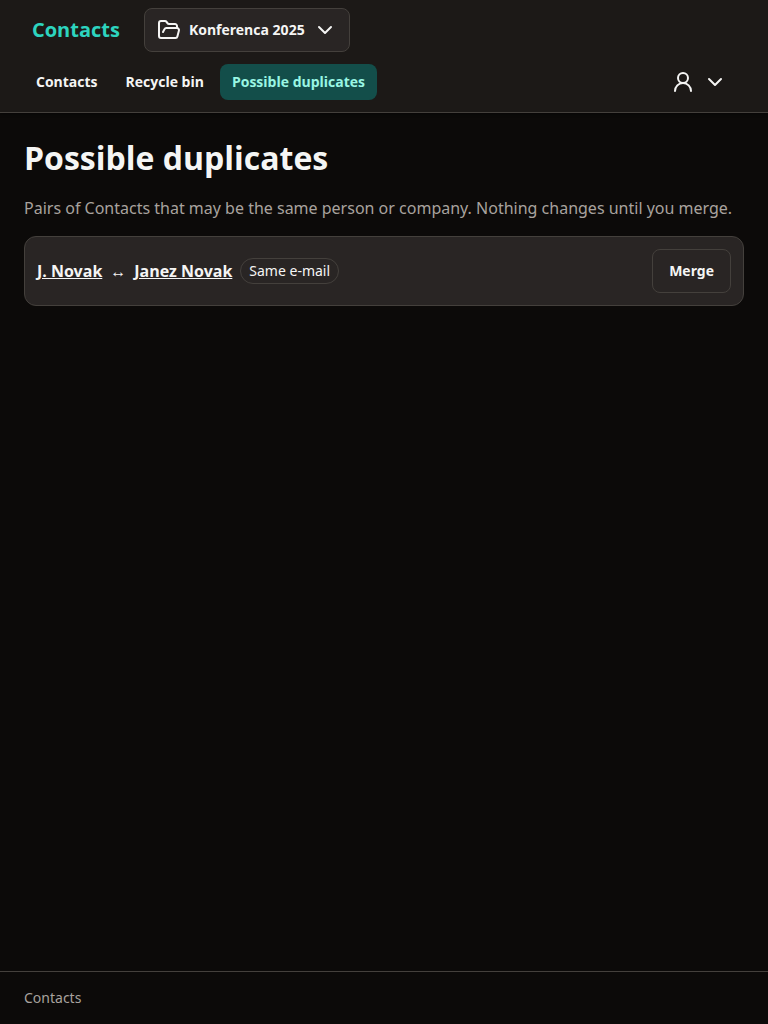 Contacts
Konferenca 2025
Contacts Recycle bin Possible duplicates
Possible duplicates
Pairs of Contacts that may be the same person or company. Nothing changes until you merge.
J. Novak ↔ Janez Novak Same e-mail Merge
Contacts